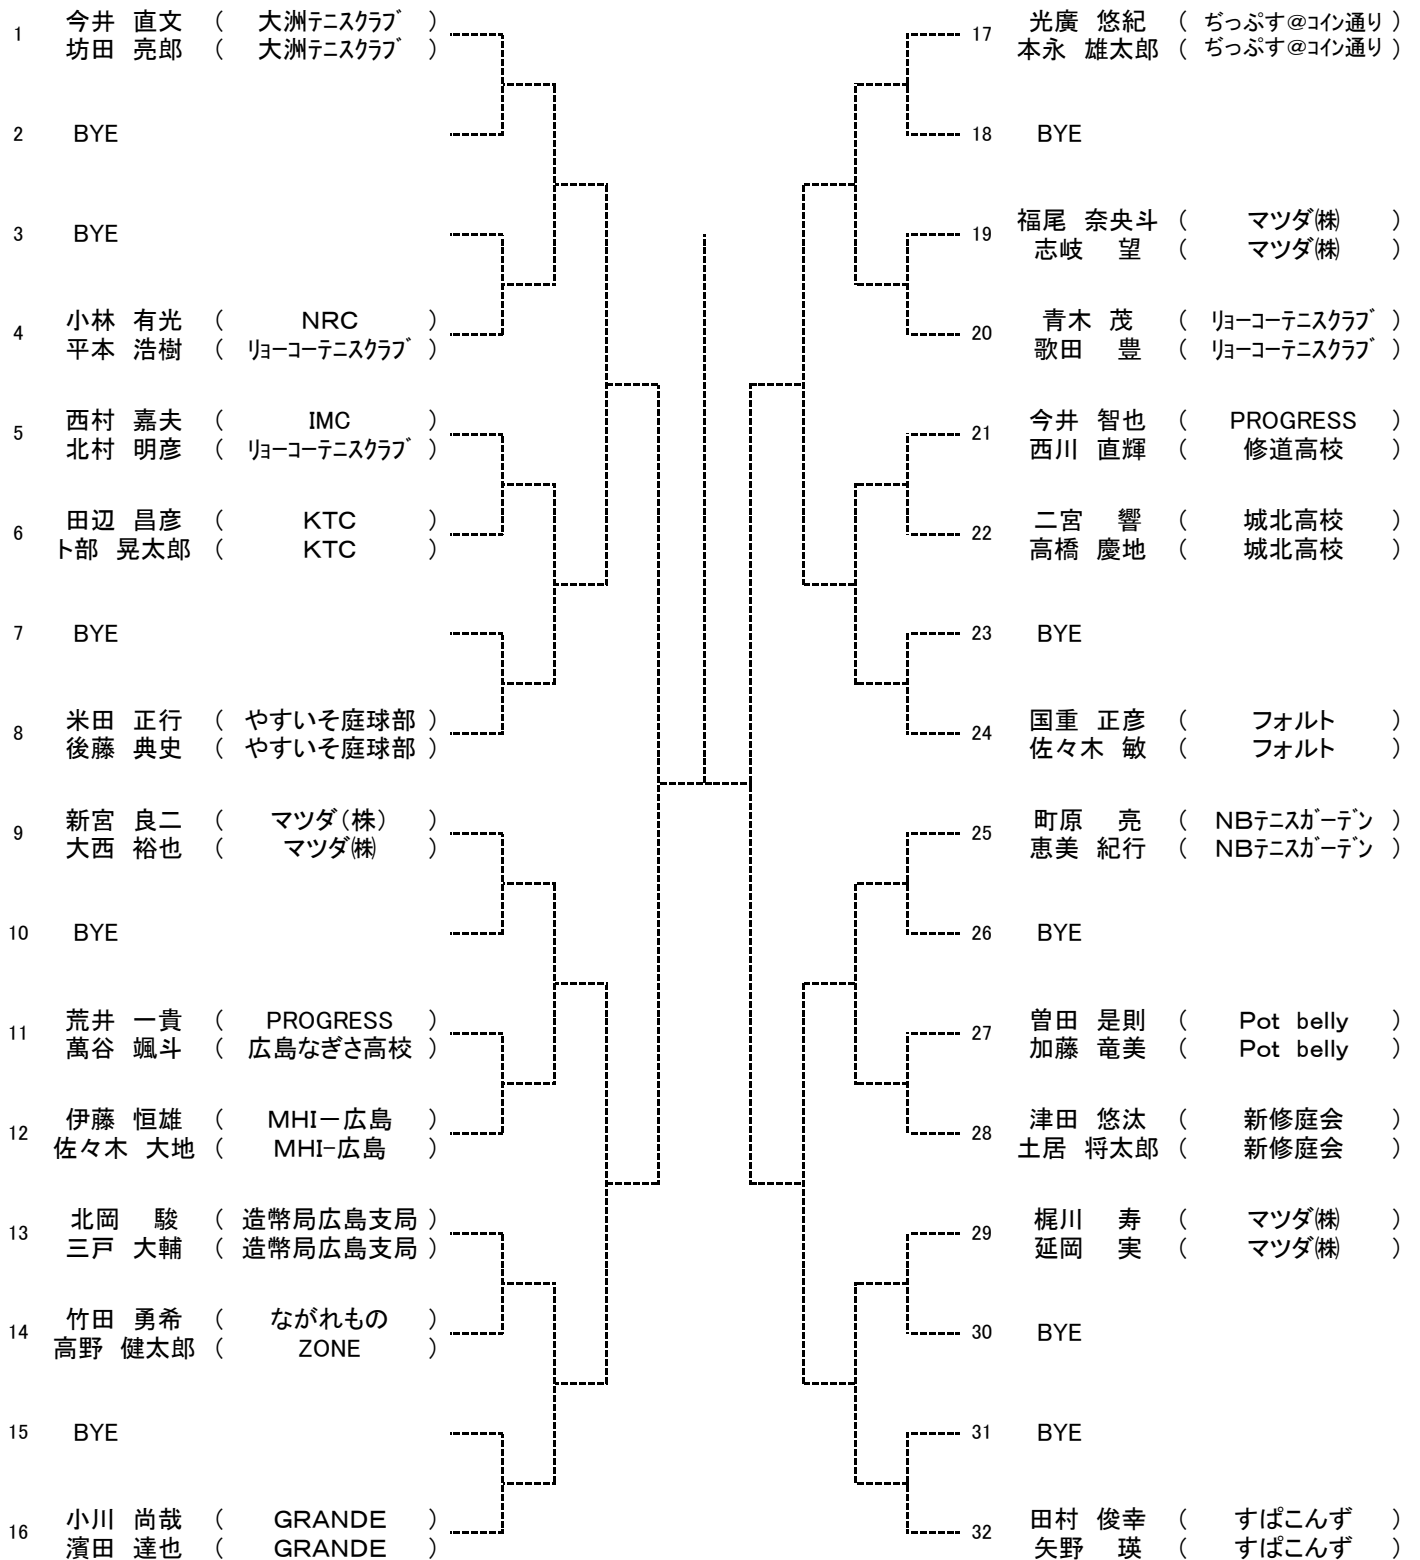 1 今井 直文 ( 大洲テニスクラブ )
坊田 亮郎 ( 大洲テニスクラブ )
2 BYE
3 BYE
4 小林 有光 ( NRC )
平本 浩樹 ( リョーコーテニスクラブ )
5 西村 嘉夫 ( IMC )
北村 明彦 ( リョーコーテニスクラブ )
6 田辺 昌彦 ( KTC )
卜部 晃太郎 ( KTC )
7 BYE
8 米田 正行 ( やすいそ庭球部 )
後藤 典史 ( やすいそ庭球部 )
9 新宮 良二 ( マツダ(株) )
大西 裕也 ( マツダ㈱ )
10 BYE
11 荒井 一貴 ( PROGRESS )
萬谷 颯斗 ( 広島なぎさ高校 )
12 伊藤 恒雄 ( MHI－広島 )
佐々木 大地 ( MHI-広島 )
13 北岡 駿 ( 造幣局広島支局 )
三戸 大輔 ( 造幣局広島支局 )
14 竹田 勇希 ( ながれもの )
高野 健太郎 ( ZONE )
15 BYE
16 小川 尚哉 ( GRANDE )
濱田 達也 ( GRANDE )
17 光廣 悠紀 ( ぢっぷす@コイン通り )
本永 雄太郎 ( ぢっぷす@コイン通り )
18 BYE
19 福尾 奈央斗 ( マツダ㈱ )
志岐 望 ( マツダ㈱ )
20 青木 茂 ( リョーコーテニスクラブ )
歌田 豊 ( リョーコーテニスクラブ )
21 今井 智也 ( PROGRESS )
西川 直輝 ( 修道高校 )
22 二宮 響 ( 城北高校 )
高橋 慶地 ( 城北高校 )
23 BYE
24 国重 正彦 ( フォルト )
佐々木 敏 ( フォルト )
25 町原 亮 ( NBテニスガーデン )
恵美 紀行 ( NBテニスガーデン )
26 BYE
27 曽田 是則 ( Pot belly )
加藤 竜美 ( Pot belly )
28 津田 悠汰 ( 新修庭会 )
土居 将太郎 ( 新修庭会 )
29 梶川 寿 ( マツダ㈱ )
延岡 実 ( マツダ㈱ )
30 BYE
31 BYE
32 田村 俊幸 ( すぱこんず )
矢野 瑛 ( すぱこんず )